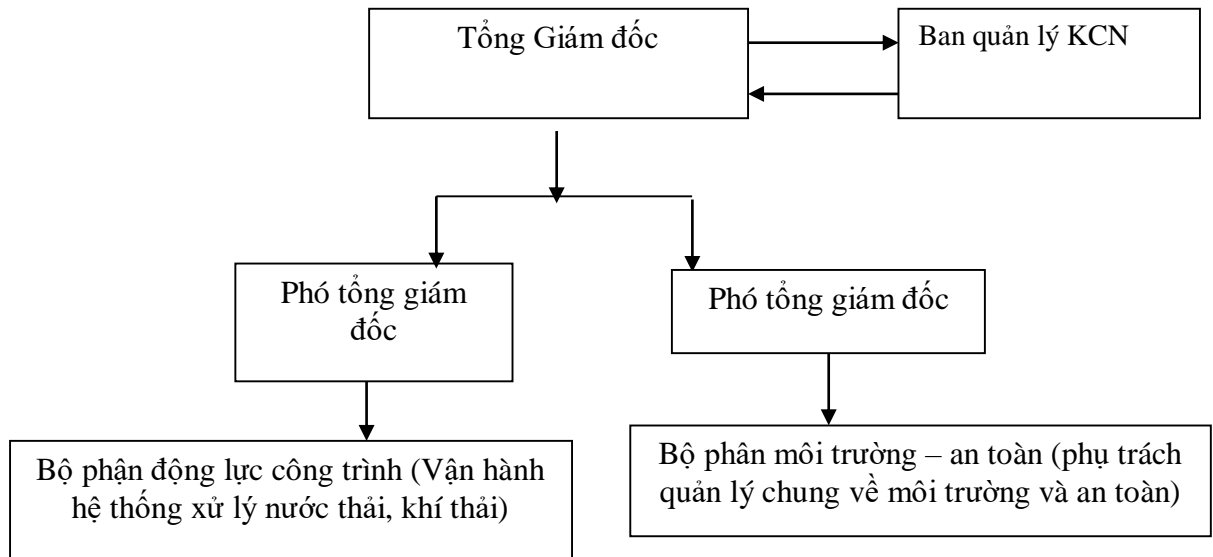 Tổng Giám đốc
Ban quản lý KCN
Phó tổng giám
đốc
Phó tổng giám đốc
Bộ phận động lực công trình (Vận hành
hệ thống xử lý nước thải, khí thải)
Bộ phân môi trường – an toàn (phụ trách
quản lý chung về môi trường và an toàn)